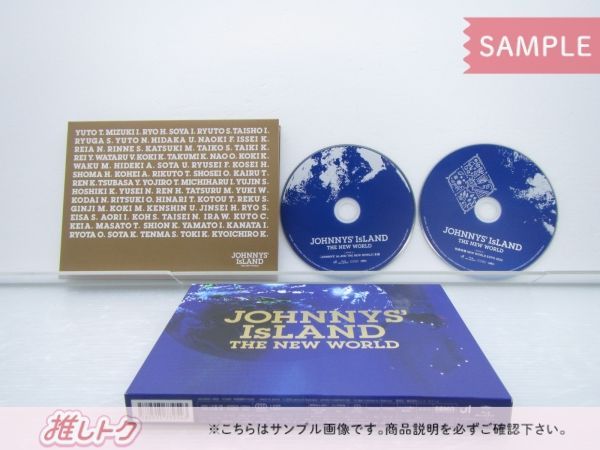 SAMPLE
YUTO T. MIZUKI I. RYO H. SOYA I. RYUTO S. TAISHO I.
RYUGA S. YUTO N. HIDAKA U. NAOKI F. ISSEI K.
REIA N. RINNE S. KATSUKI M. TAIKO S. TAIKI K.
REI Y. WATARU V. KOKI K. TAKUMI K. NAO O. KOKI K.
WAKU M. HIDEKI A. SOTA U. RYUSEI F. KOSEI H.
SHOMA H. KOHEI A. RIKUTO T. SHOSEI O. KAIRU T.
REN K. TSUBASA Y. YOJIRO T. MICHIHARU I. YUJIN S.
HOSHIKI K. YUSEI N. REN H. TATSURU M. YUKI W.
KODAI N. RITSUKI O. HINARI T. KOTOU T. REKU S.
GINJI M. KOKI M. KENSHIN U. JINSEI H. RYO S.
EISA S. AORI I. KOH S. TAISEI N. IRA W. KUTO C.
KEI A. MASATO T. SHION K. YAMATO I. KANATA I.
RYOTA O. SOTA K. TENMA S. TOKI K. KYOICHIRO K.
JOHNNYS' IsLAND
JOHNNYS' IsLAND
THE NEW WORLD
JOHNNYS' IsLAND
THE NEW WORLD
JOHNNYS'
IsLAND
THE NEW WORLD
推しトク
※こちらはサンプル画像です。商品説明を必ずご確認下さい。